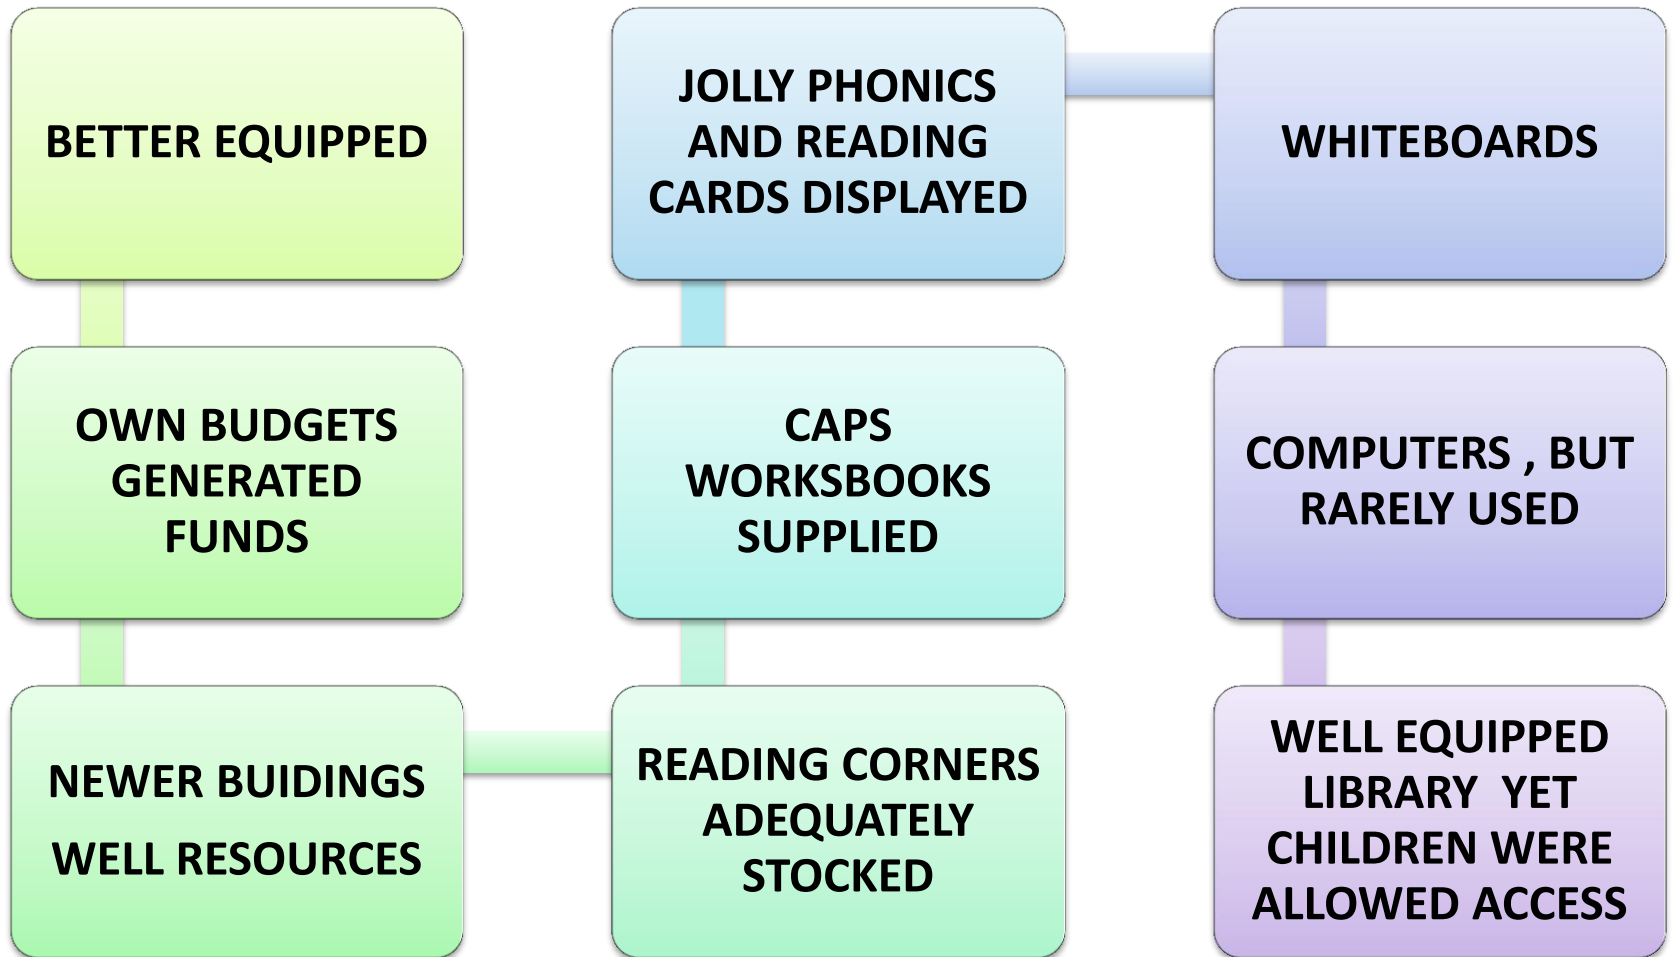 BETTER EQUIPPED
OWN BUDGETS
GENERATED
FUNDS
NEWER BUIDINGS
WELL RESOURCES
READING CORNERS
ADEQUATELY
STOCKED
CAPS
WORKSBOOKS
SUPPLIED
JOLLY PHONICS
AND READING
CARDS DISPLAYED
WHITEBOARDS
COMPUTERS , BUT
RARELY USED
WELL EQUIPPED
LIBRARY YET
CHILDREN WERE
ALLOWED ACCESS